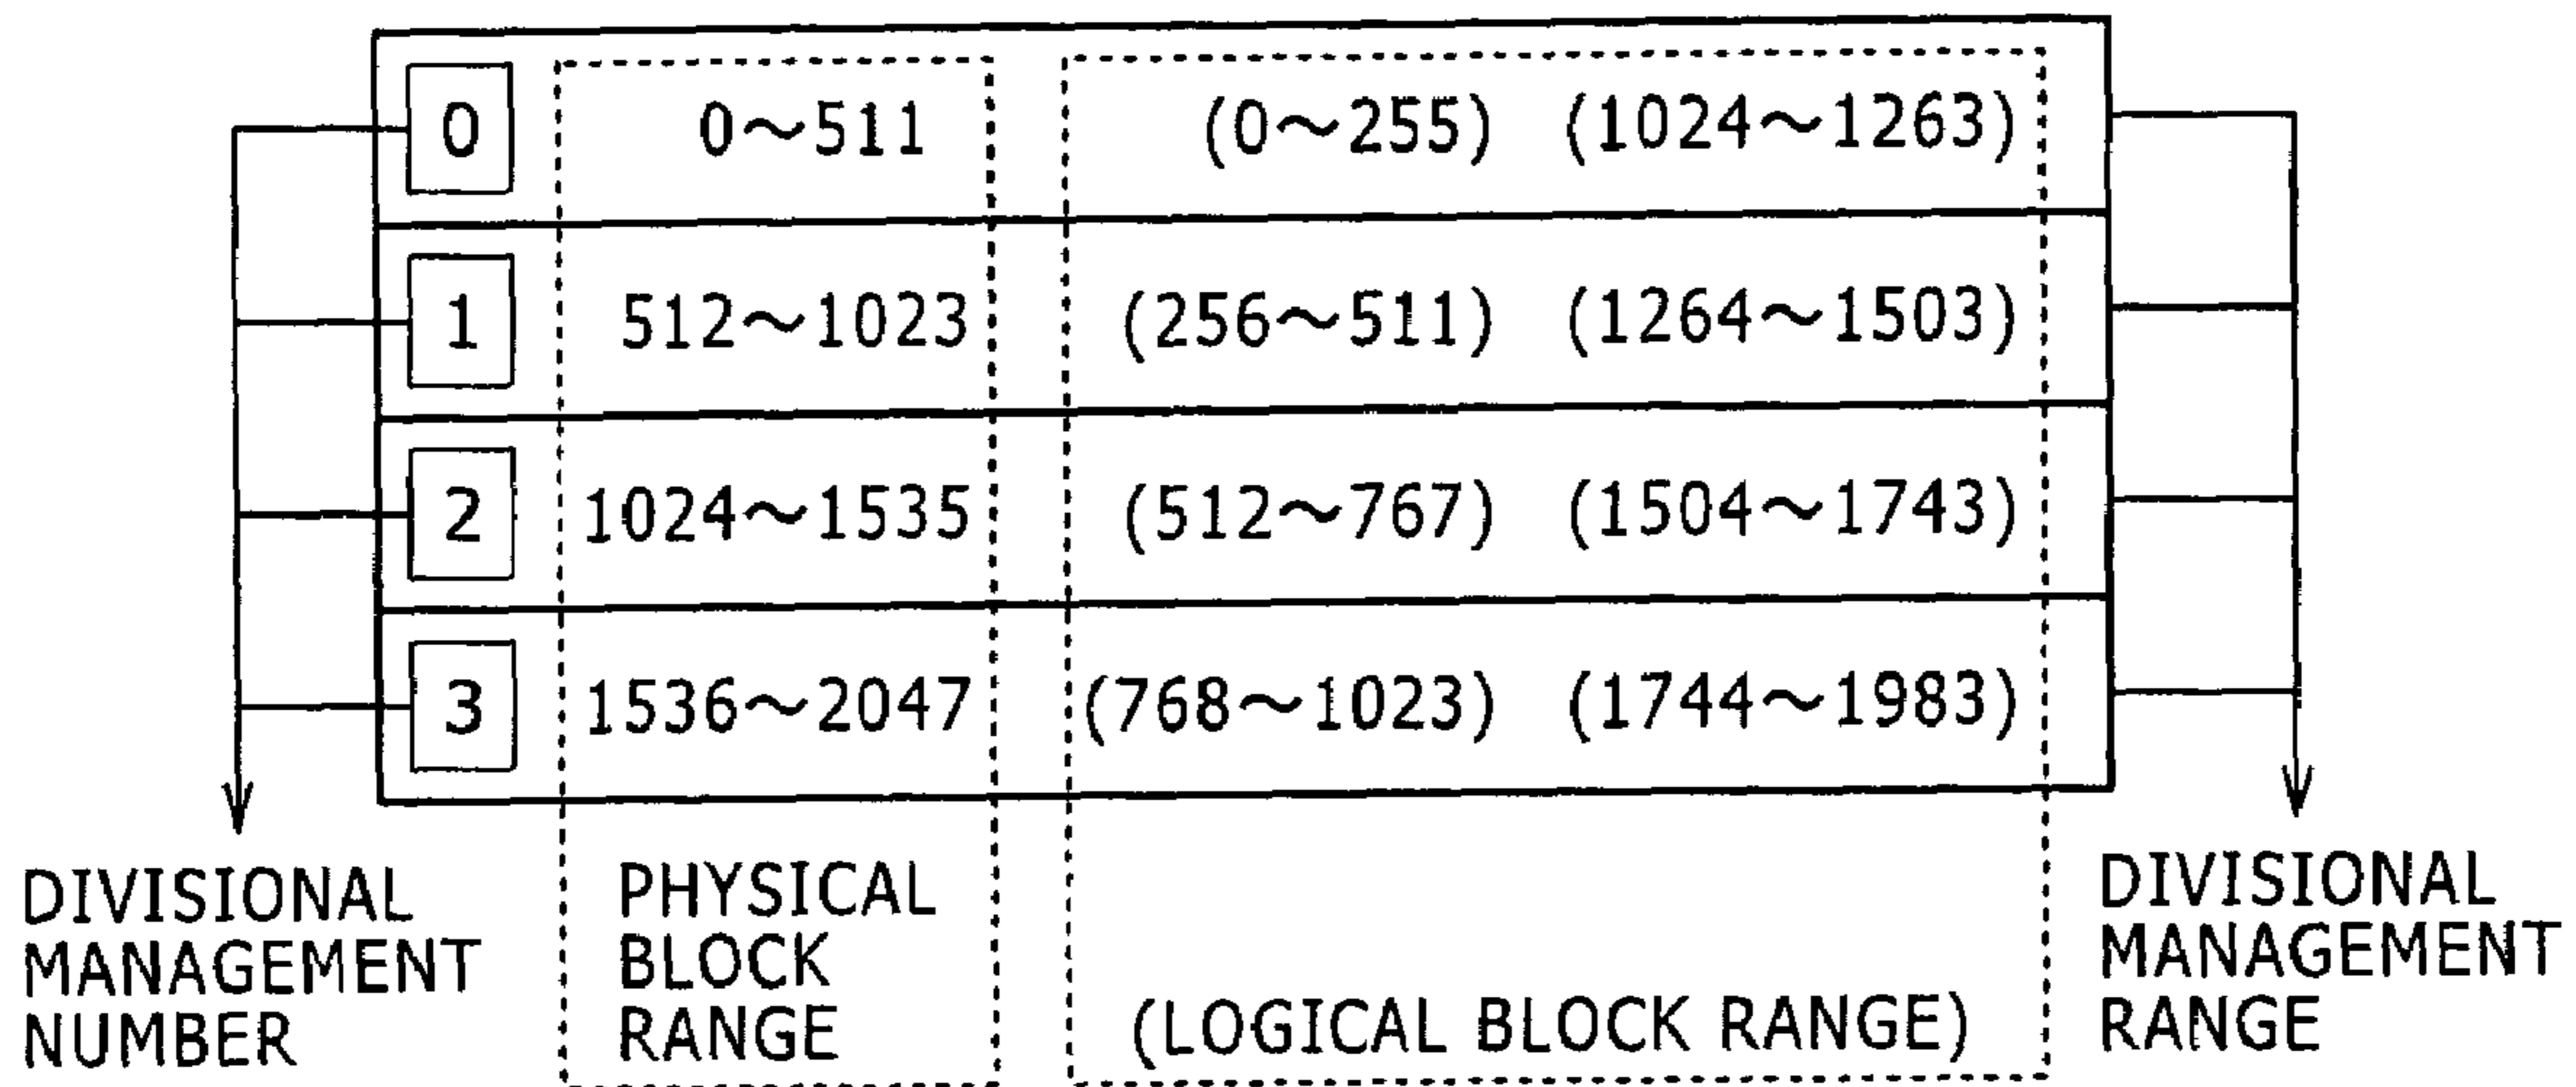 0 0～511 (0～255) (1024～1263)
1 512～1023 (256～511) (1264～1503)
2 1024～1535 (512～767) (1504～1743)
3 1536～2047 (768～1023) (1744～1983)
DIVISIONAL
MANAGEMENT
NUMBER
PHYSICAL
BLOCK
RANGE
(LOGICAL BLOCK RANGE)
DIVISIONAL
MANAGEMENT
RANGE